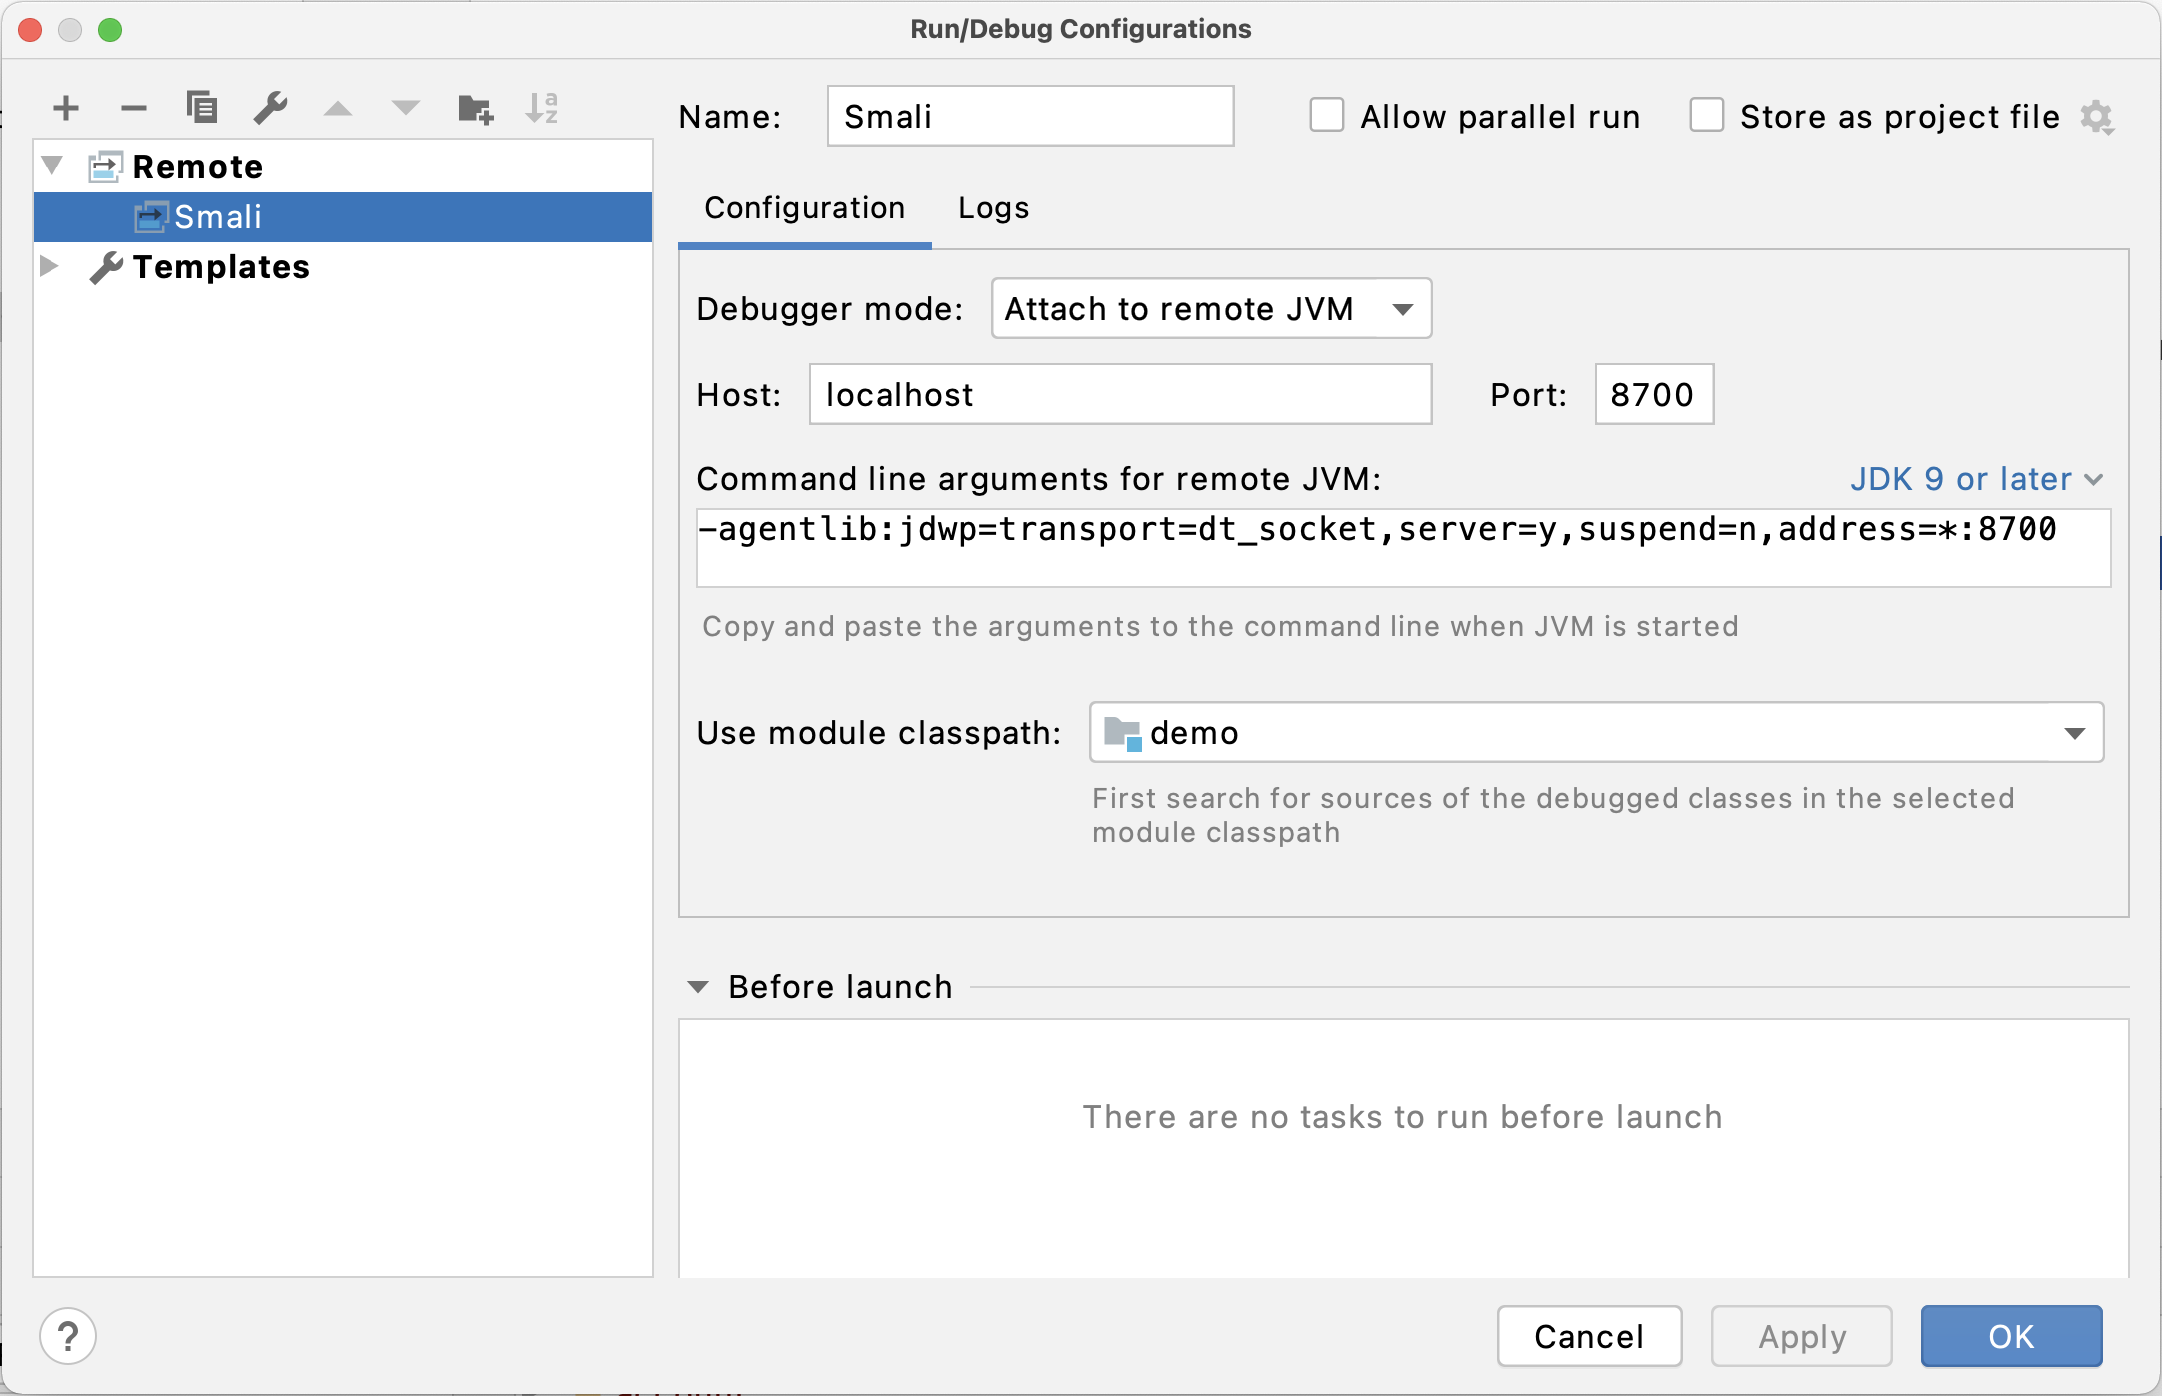 Run/Debug Configurations
Name: Smali Allow parallel run Store as project file
Remote
Smali
Templates
Configuration Logs
Debugger mode: Attach to remote JVM
Host: localhost Port: 8700
Command line arguments for remote JVM: JDK 9 or later
-agentlib:jdwp=transport=dt_socket,server=y,suspend=n,address=*:8700
Copy and paste the arguments to the command line when JVM is started
Use module classpath: demo
First search for sources of the debugged classes in the selected
module classpath
Before launch
There are no tasks to run before launch
? Cancel Apply OK